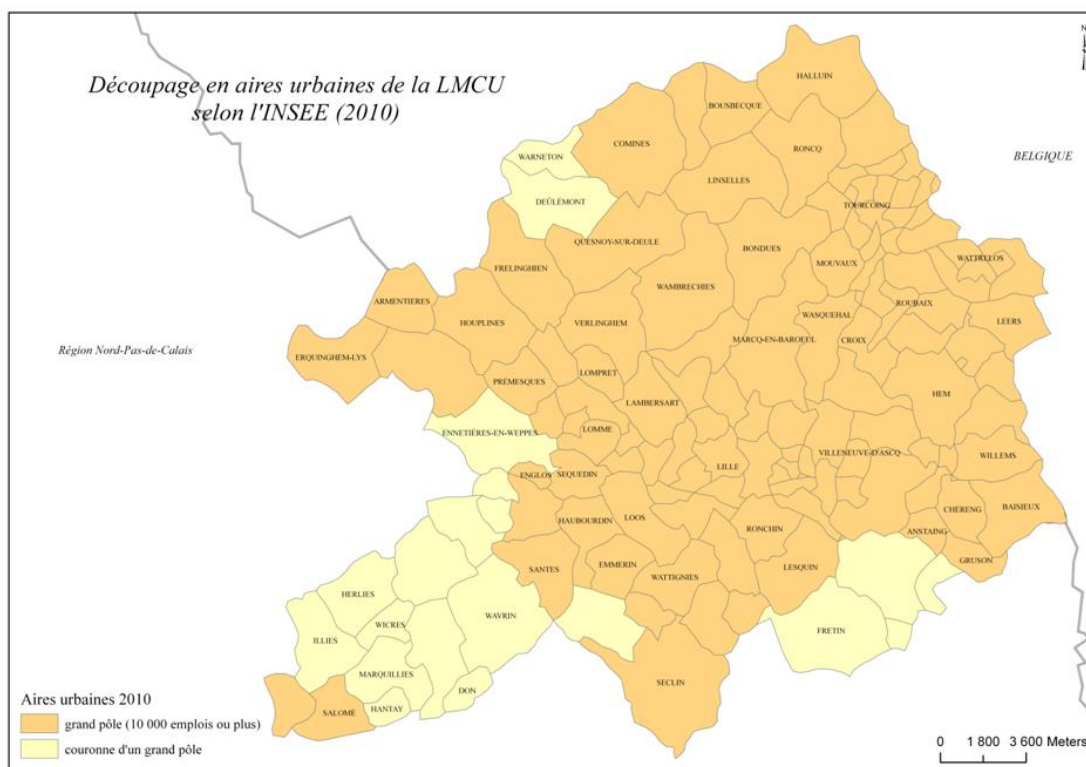 Découpage en aires urbaines de la LMCU
selon l'INSEE (2010)
N
HALLUIN
BOUSBECQUE
COMINES
RONCQ
BELGIQUE
WARNETON
LINSELLES
DEÛLÉMONT
TOURCOING
QUESNOY-SUR-DEULE
BONDUES
WATTRELOS
MOUVAUX
FRELINGHIEN
WAMBRECHIES
ARMENTIERES
ROUBAIX
HOUPLINES
VERLINGHEM
WASQUEHAL
LEERS
MARCQ-EN-BAROEUL
CROIX
Région Nord-Pas-de-Calais
ERQUINGHEM-LYS
LOMPRET
PRÉMESQUES
HEM
LAMBERSART
LOMME
ENNETIÈRES-EN-WEPPES
VILLENEUVE-D'ASCQ
WILLEMS
LILLE
ENGLOS
SEQUEDIN
CHÉRENG
BAISIEUX
HAUBOURDIN
LOOS
RONCHIN
ANSTAING
GRUSON
SANTES
EMMERIN
WATTIGNIES
LESQUIN
HERLIES
WAVRIN
WICRES
FRETIN
ILLIES
MARQUILLIES
SECLIN
DON
Aires urbaines 2010
HANTAY
SALOMÉ
grand pôle (10 000 emplois ou plus)
couronne d'un grand pôle
0 1 800 3 600 Meters